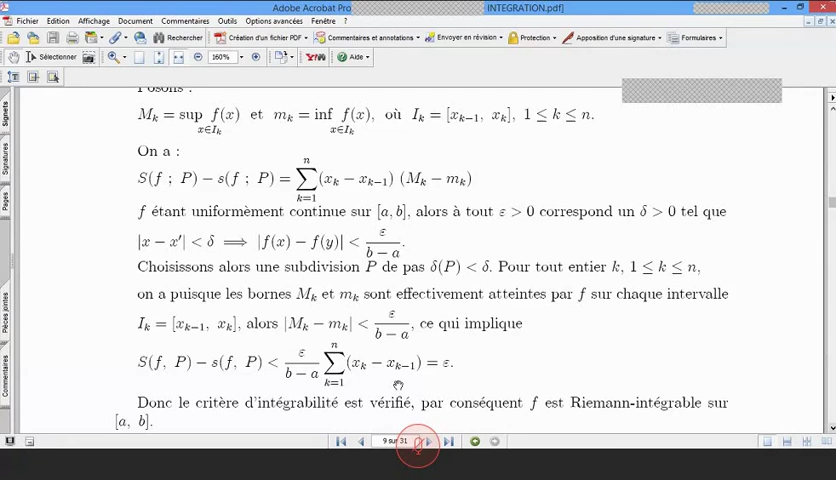 Adobe Acrobat Pro
INTEGRATION.pdf]
Fichier Edition Affichage Document Commentaires Outils Options avancées Fenêtre ?
Rechercher Création d'un fichier PDF Commentaires et annotations Envoi en révision Protection Apposition d'une signature Formulaires
Sélectionner 160% Y! Aide
Signets
Signatures
Pages
Pièces jointes
Commentaires
Posons :
M_k = sup_{x∈I_k} f(x) et m_k = inf_{x∈I_k} f(x), où I_k = [x_{k−1}, x_k], 1 ≤ k ≤ n.
On a :
S(f ; P) − s(f ; P) = ∑_{k=1}^{n} (x_k − x_{k−1}) (M_k − m_k)
f étant uniformèment continue sur [a, b], alors à tout ε > 0 correspond un δ > 0 tel que
|x − x′| < δ ⟹ |f(x) − f(y)| < ε/(b − a).
Choisissons alors une subdivision P de pas δ(P) < δ. Pour tout entier k, 1 ≤ k ≤ n,
on a puisque les bornes M_k et m_k sont effectivement atteintes par f sur chaque intervalle
I_k = [x_{k−1}, x_k], alors |M_k − m_k| < ε/(b − a), ce qui implique
S(f, P) − s(f, P) < ε/(b − a) ∑_{k=1}^{n} (x_k − x_{k−1}) = ε.
Donc le critère d'intégrabilité est vérifié, par conséquent f est Riemann-intégrable sur
[a, b].
9 sur 31